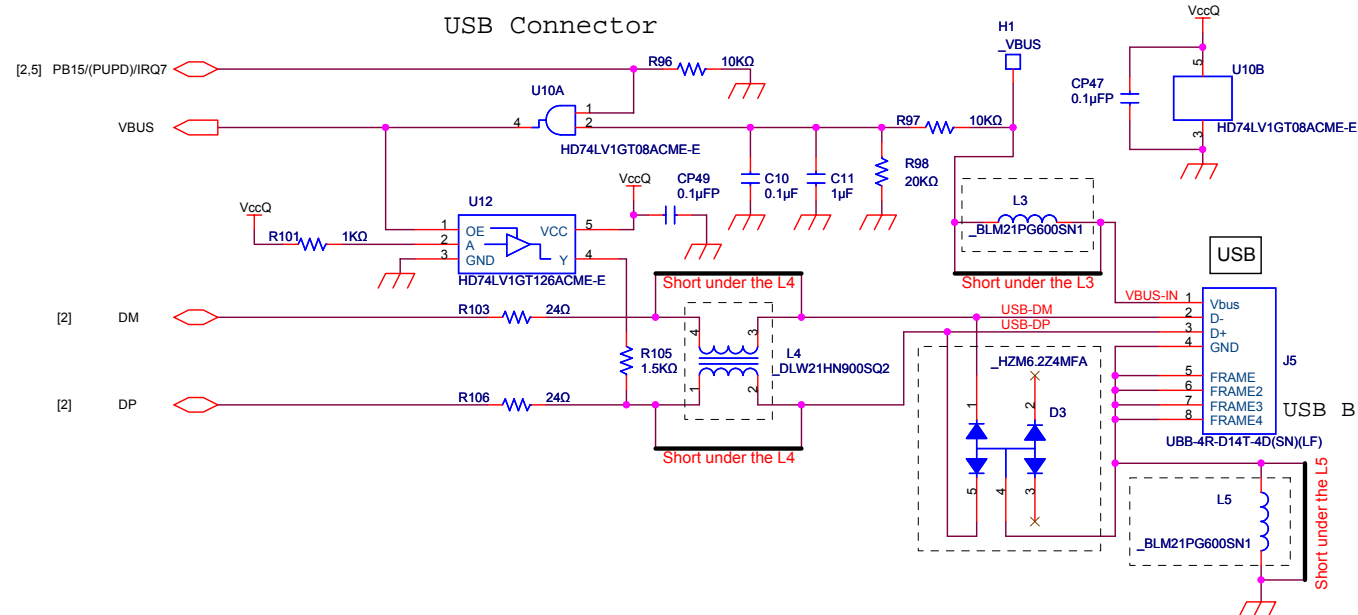 USB Connector
[2,5] PB15/(PUPD)/IRQ7
R96 10KΩ
H1
_VBUS
VccQ
5
U10B
CP47
0.1µFP
3
HD74LV1GT08ACME-E
U10A
1
VBUS
4
2
HD74LV1GT08ACME-E
R97 10KΩ
R98
20KΩ
C10
0.1µF
C11
1µF
VccQ
CP49
0.1µFP
L3
_BLM21PG600SN1
Short under the L3
U12
VccQ
R101 1KΩ
1 OE VCC 5
2 A
3 GND Y 4
HD74LV1GT126ACME-E
Short under the L4
USB
[2] DM
R103 24Ω
4 3
L4
_DLW21HN900SQ2
1 2
R105
1.5KΩ
[2] DP
R106 24Ω
Short under the L4
VBUS-IN
USB-DM
USB-DP
1 Vbus
2 D-
3 D+
4 GND
5 FRAME
6 FRAME2
7 FRAME3
8 FRAME4
J5
USB B
UBB-4R-D14T-4D(SN)(LF)
_HZM6.2Z4MFA
1 2
D3
5 4 3
L5
_BLM21PG600SN1
Short under the L5